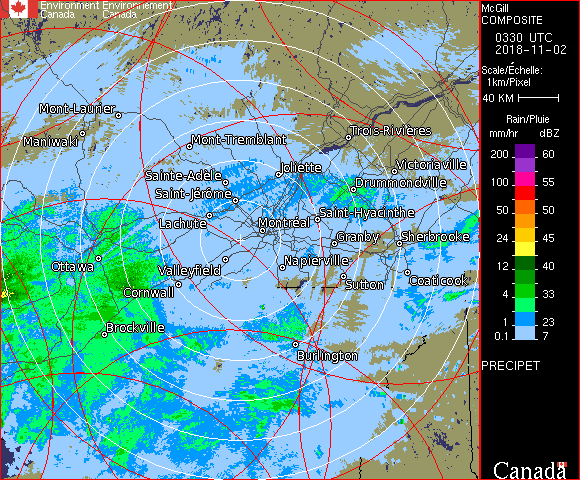 Environment Environnement
Canada Canada
McGill
COMPOSITE
0330 UTC
2018-11-02
Scale/Échelle:
1km/Pixel
40 KM
Rain/Pluie
mm/hr dBZ
200 60
100 55
50 50
24 45
12 40
4 33
1 23
0.1 7
PRECIPET
Canada
Mont-Laurier
Maniwaki
Mont-Tremblant
Trois-Rivières
Joliette
Victoriaville
Sainte-Adèle
Drummondville
Saint-Jérôme
Lachute
Saint-Hyacinthe
Montréal
Granby
Sherbrooke
Ottawa
Valleyfield
Napierville
Cornwall
Sutton
Coaticook
Brockville
Burlington